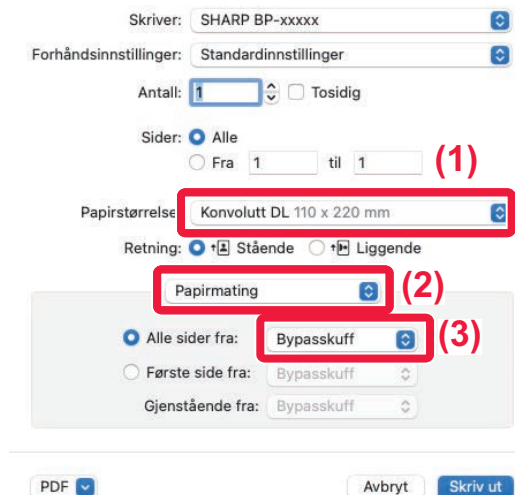 Skriver: SHARP BP-xxxxx
Forhåndsinnstillinger: Standardinnstillinger
Antall: 1 Tosidig
Sider: Alle
Fra 1 til 1 (1)
Papirstørrelse Konvolutt DL 110 x 220 mm
Retning: Stående Liggende
Papirmating (2)
Alle sider fra: Bypasskuff (3)
Første side fra: Bypasskuff
Gjenstående fra: Bypasskuff
PDF Avbryt Skriv ut